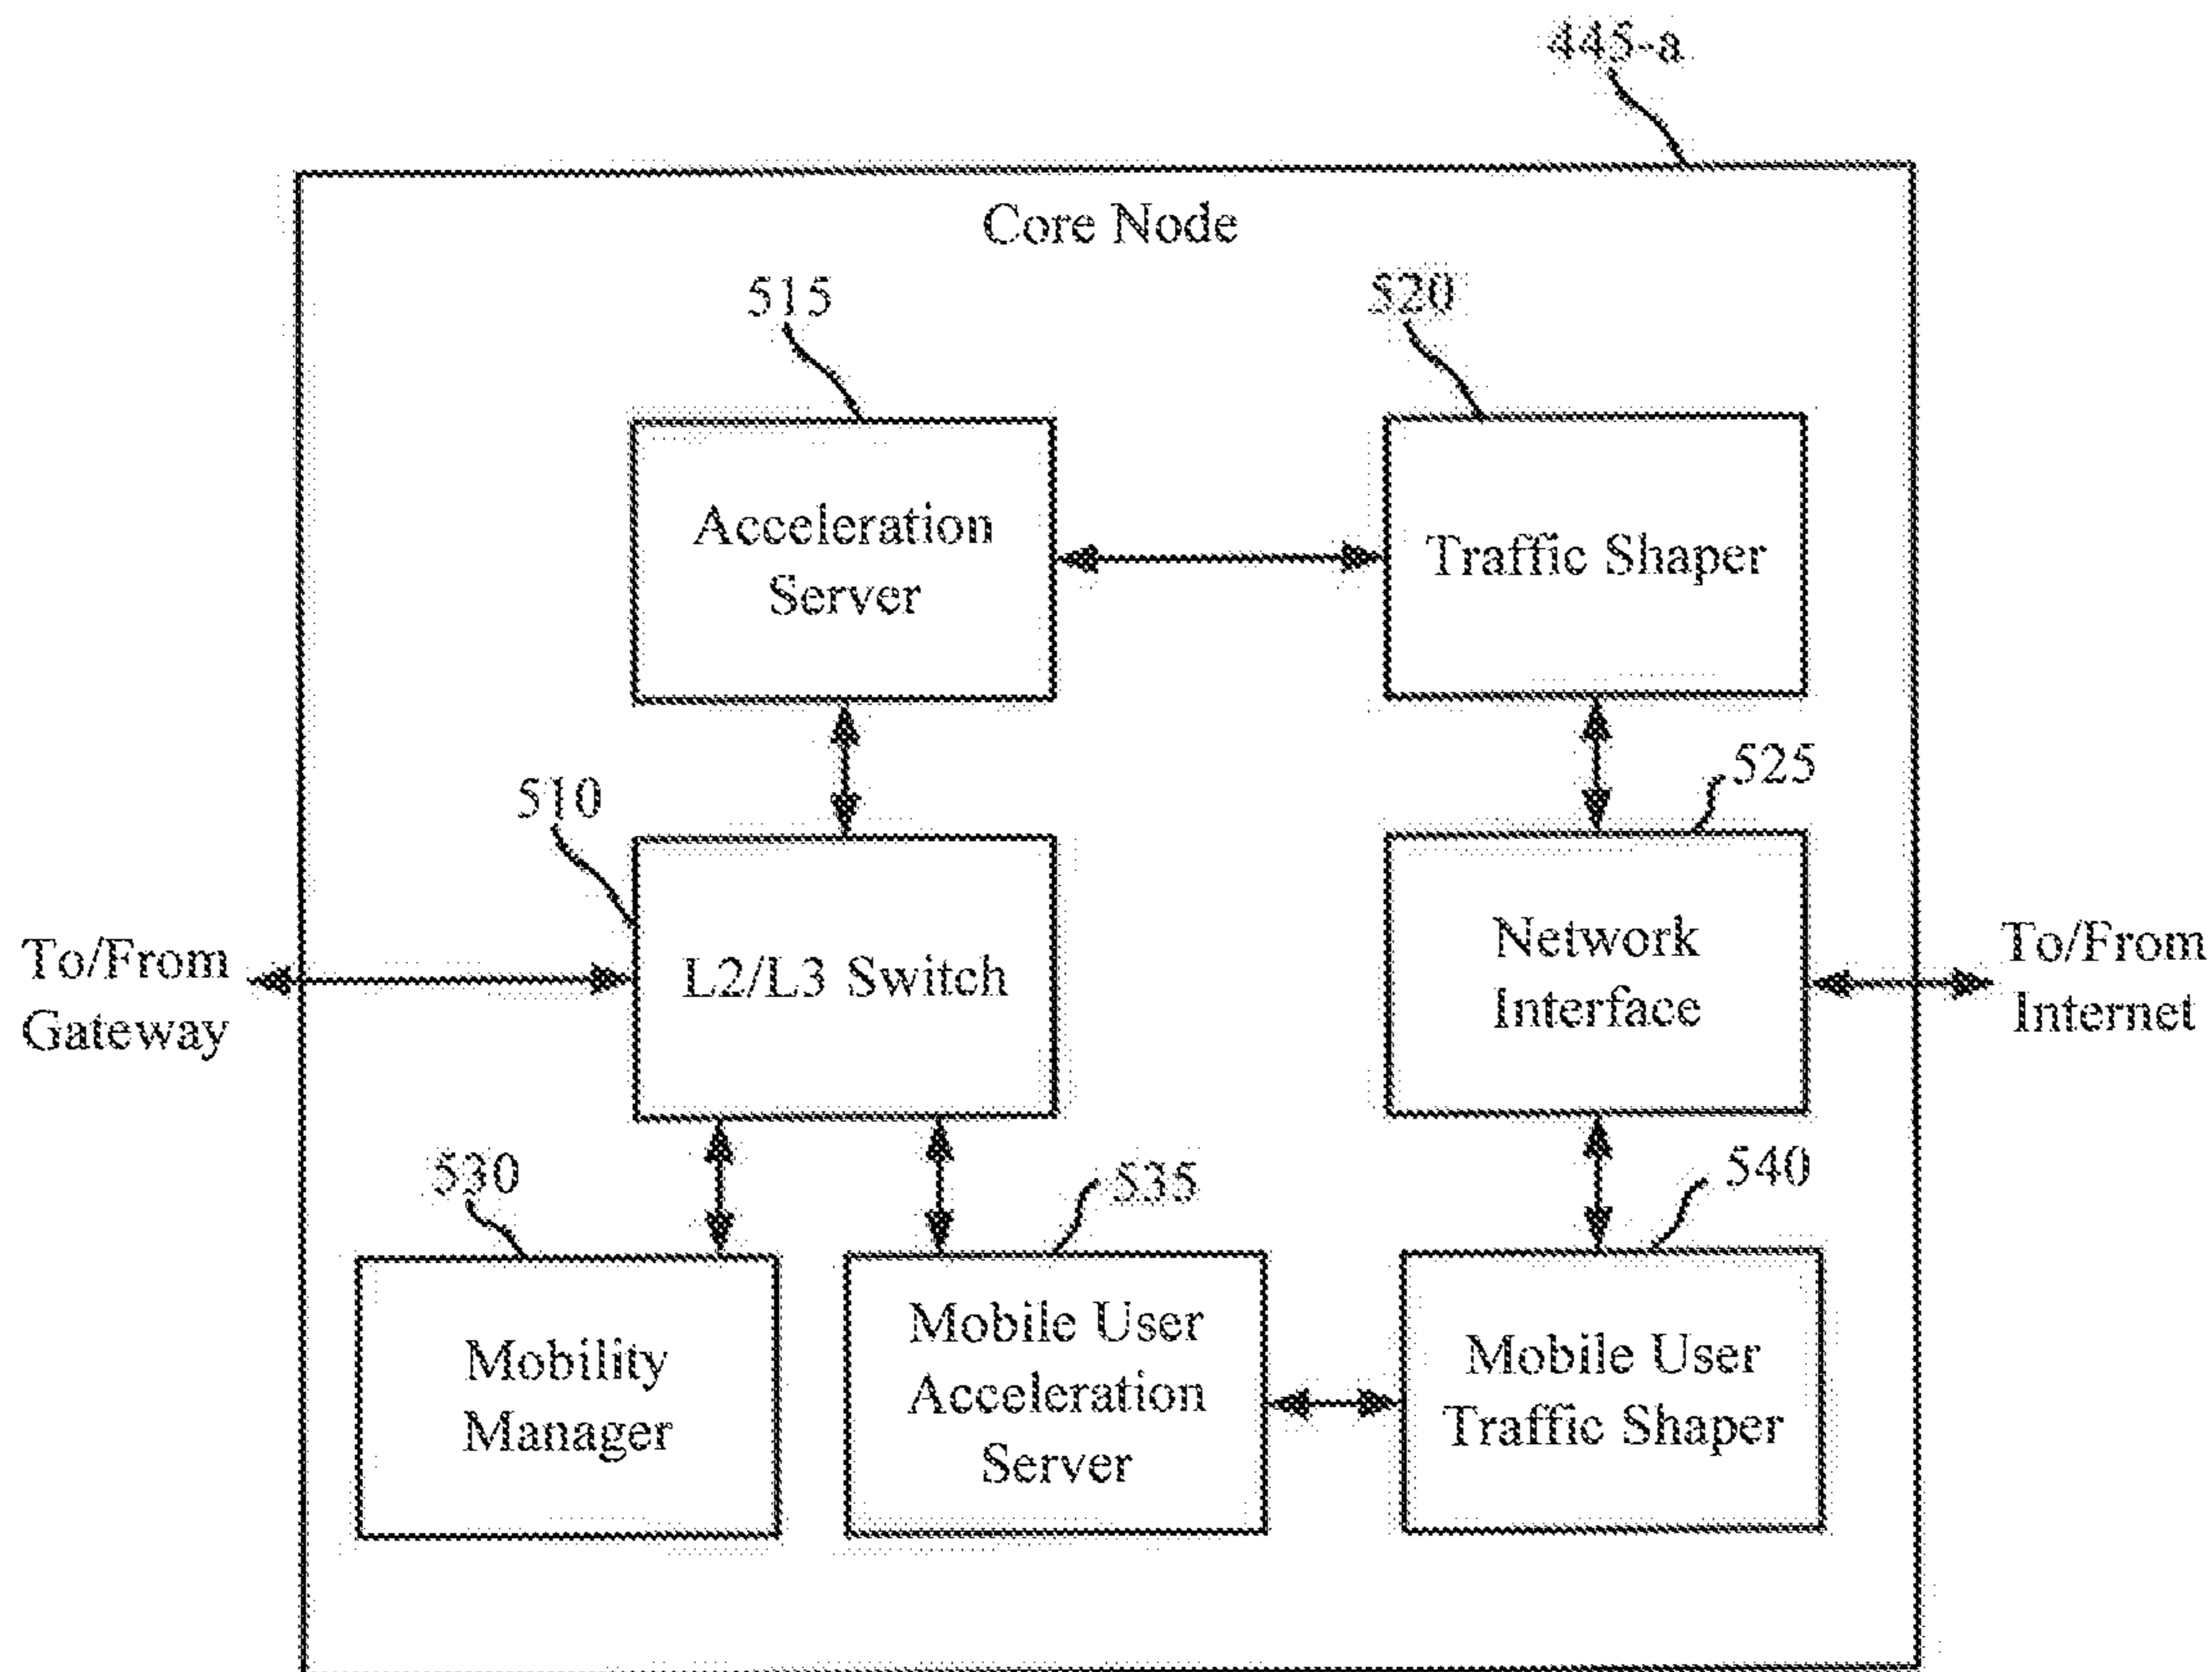 445-a
Core Node
515
520
Acceleration
Server
Traffic Shaper
510
525
To/From
Gateway
L2/L3 Switch
Network
Interface
To/From
Internet
530
535
540
Mobility
Manager
Mobile User
Acceleration
Server
Mobile User
Traffic Shaper